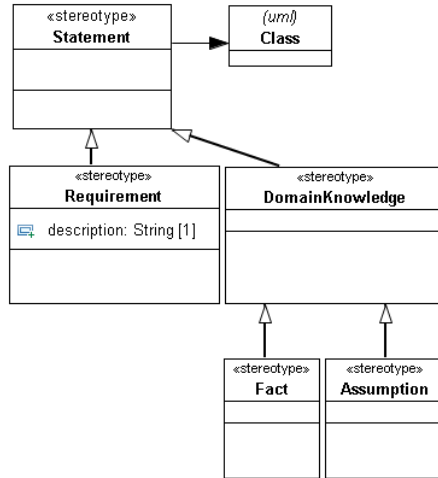 «stereotype»
Statement
(uml)
Class
«stereotype»
Requirement
description: String [1]
«stereotype»
DomainKnowledge
«stereotype»
Fact
«stereotype»
Assumption